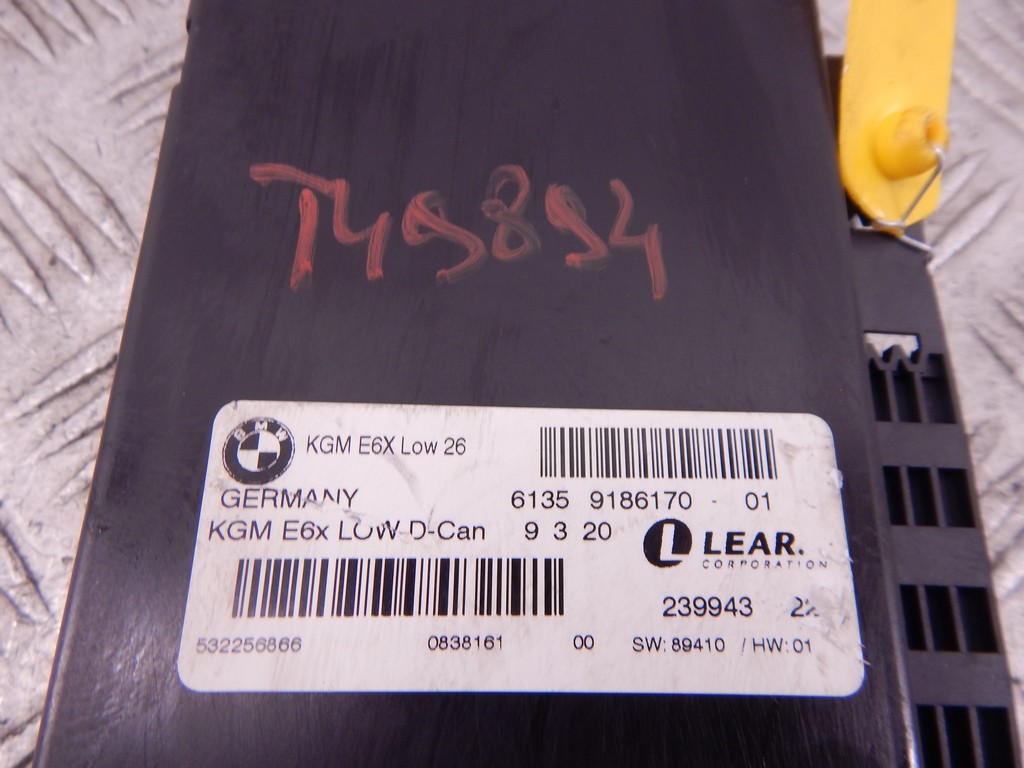 T49894
BMW
KGM E6X Low 26
GERMANY 6135 9186170 - 01
KGM E6x LOW-D-Can 9 3 20
L LEAR.
CORPORATION
239943
532256866 0838161 00 SW: 89410 / HW: 01